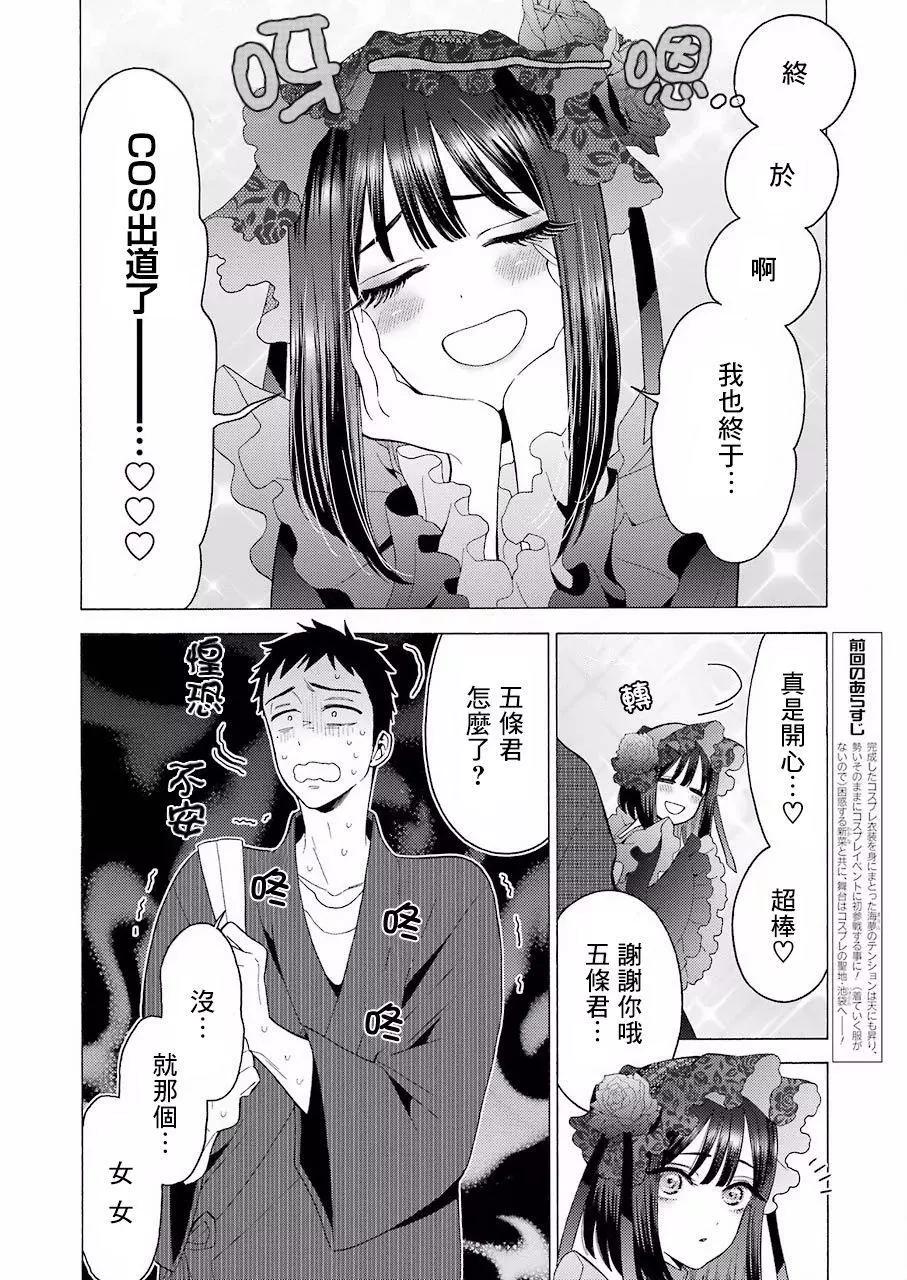 嗯
呀
終
於
啊
我也終于…
COS出道了———…♡♡♡
前回のあらすじ
完成したコスプレ衣装を身にまとった海夢のテンションは天にも昇り、
勢いそのままにコスプレイベントに初参戦する事に！（着ていく服が
ないので）困惑する新菜と共に、舞台はコスプレの聖地・池袋へ——！
真是開心…♡
超棒♡
轉
謝謝你哦
五條君…
五條君
怎麼了?
惶恐
不安
咚
咚
咚
沒…
就那個…
女女